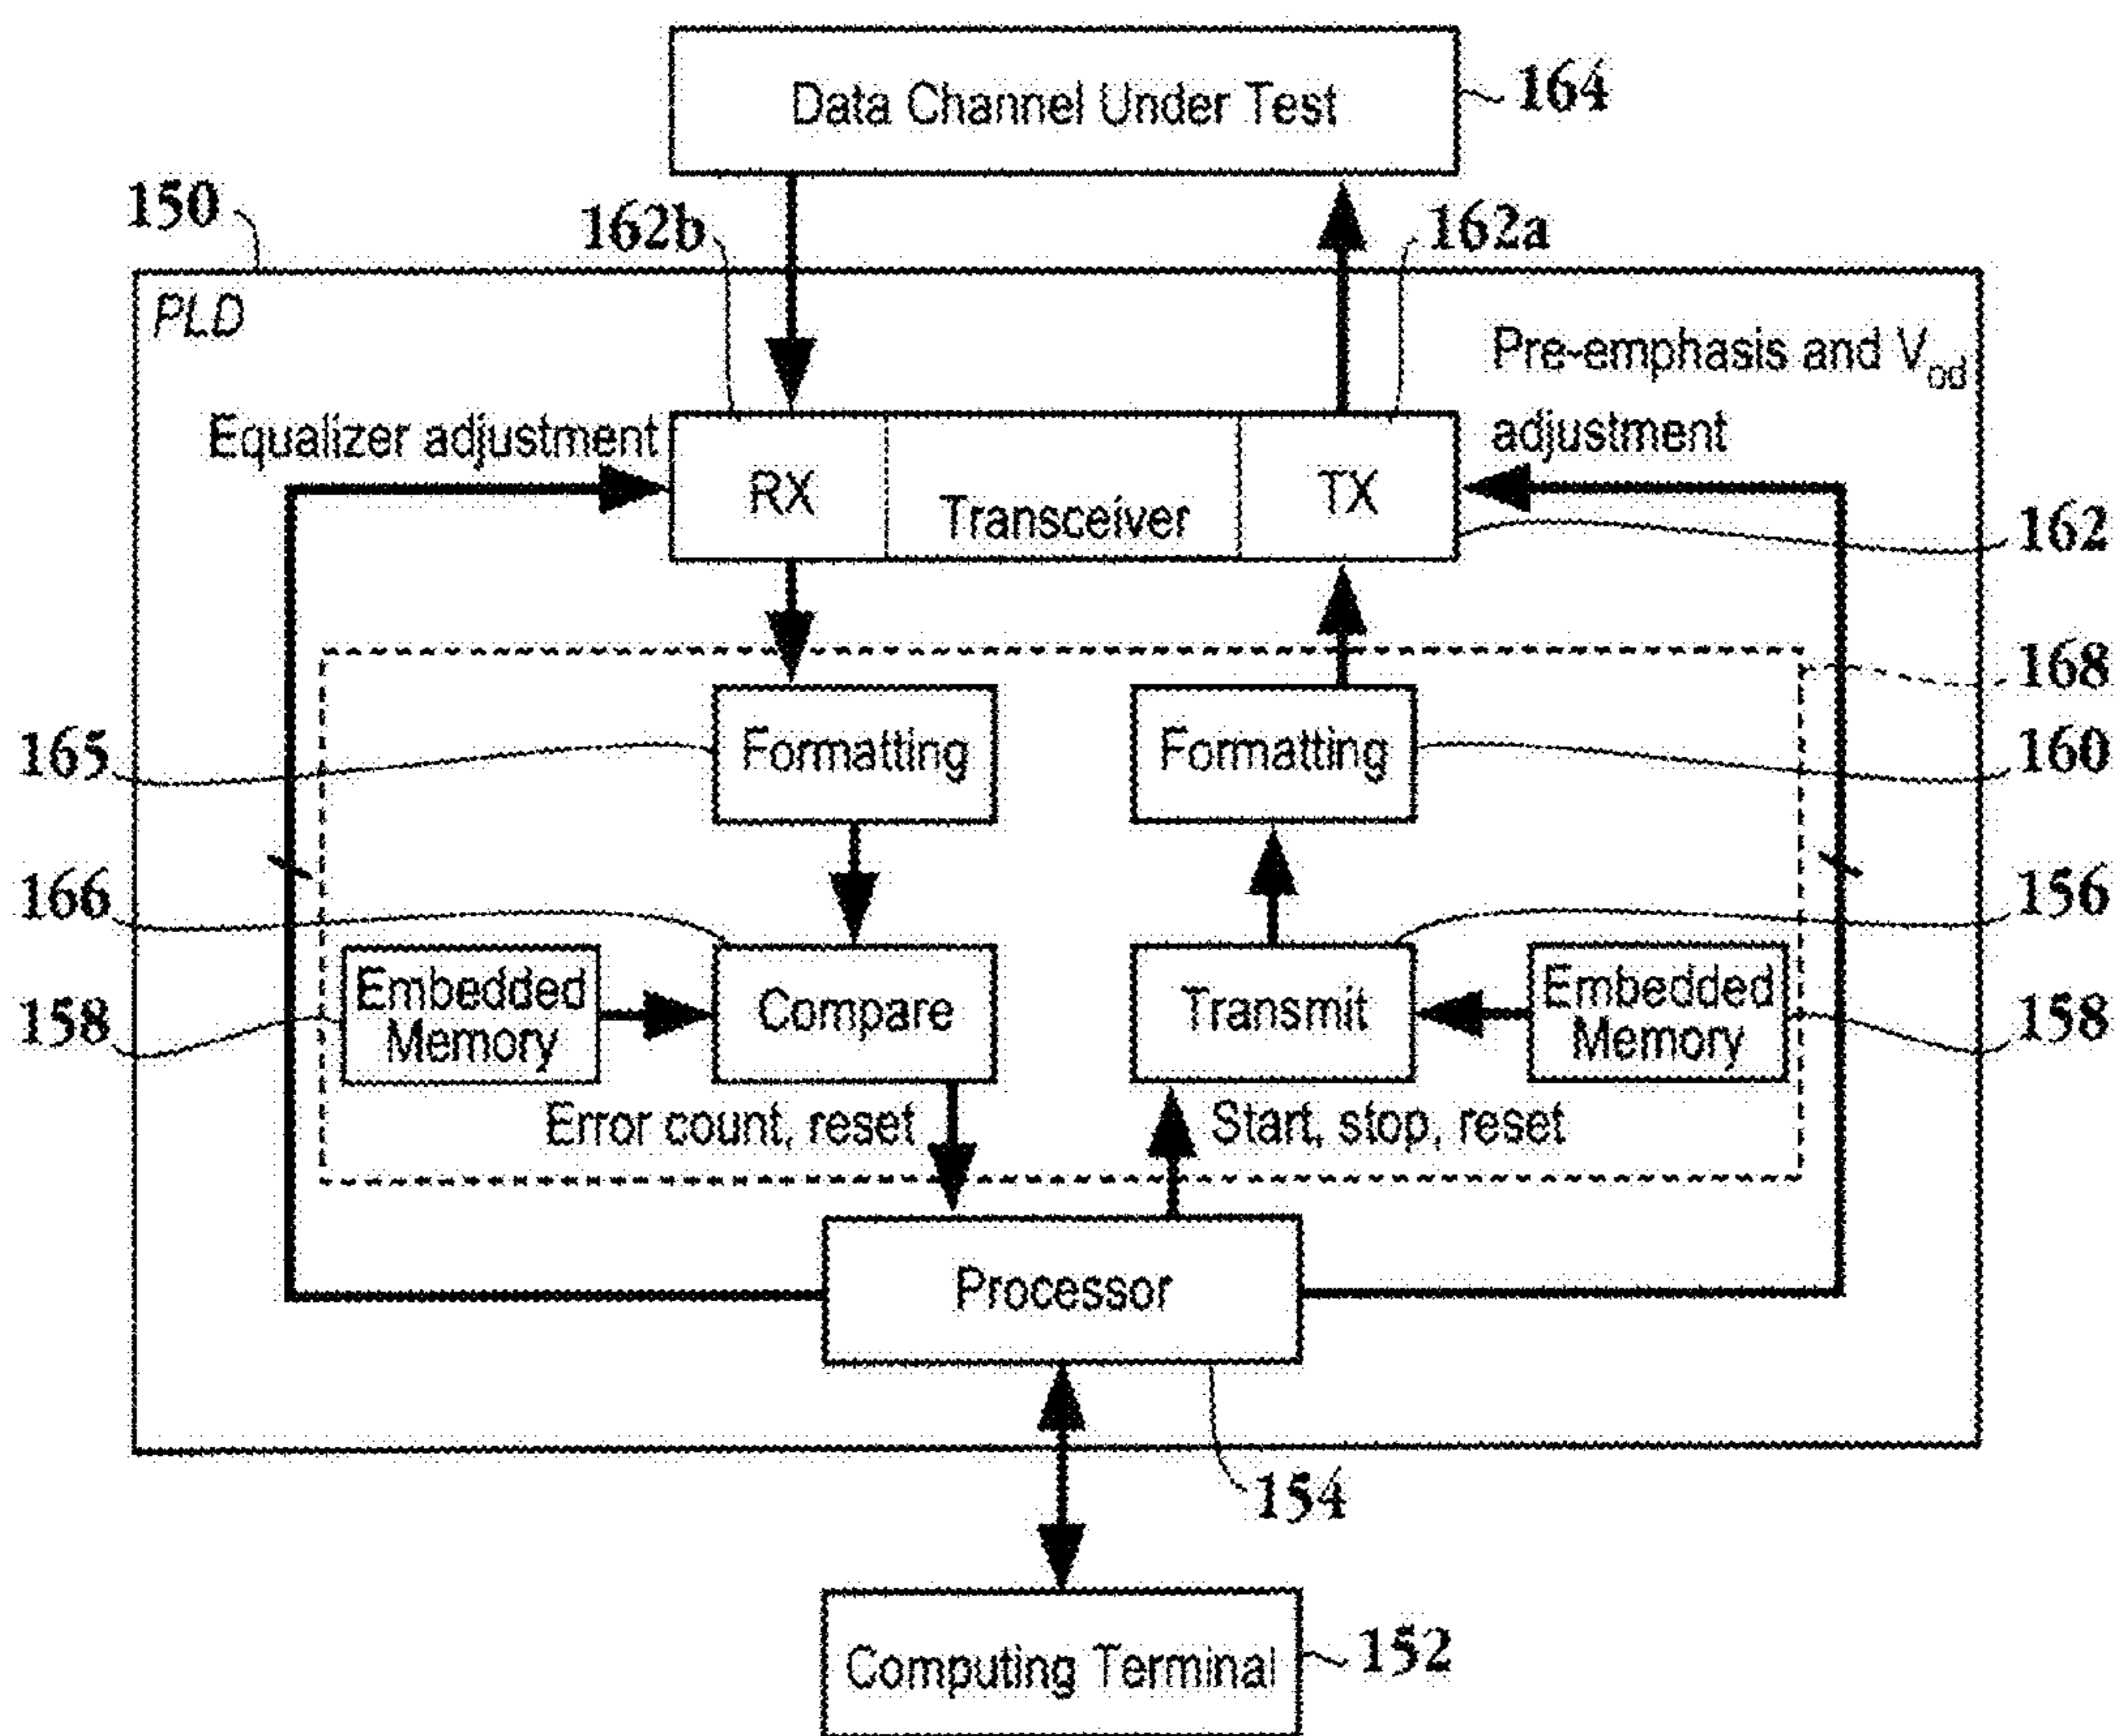 Data Channel Under Test
164
150
162b
162a
PLD
Pre-emphasis and Vod
adjustment
Equalizer adjustment
RX
Transceiver
TX
162
168
165
Formatting
Formatting
160
166
156
158
Embedded
Memory
Compare
Transmit
Embedded
Memory
158
Error count, reset
Start, stop, reset
Processor
154
Computing Terminal
152